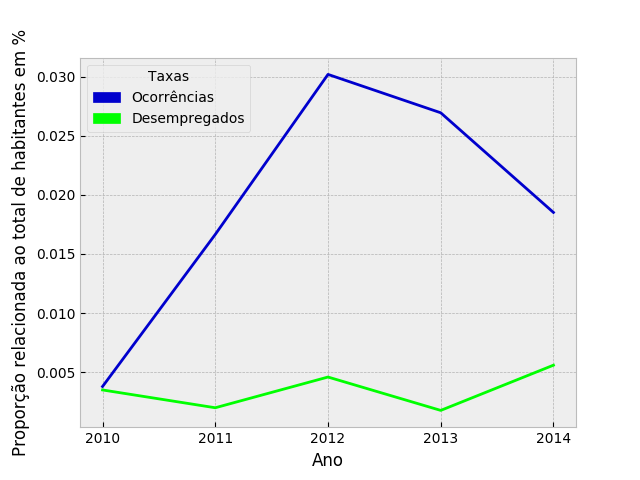 Proporção relacionada ao total de habitantes em %
0.030
0.025
0.020
0.015
0.010
0.005
Taxas
Ocorrências
Desempregados
2010 2011 2012 2013 2014
Ano